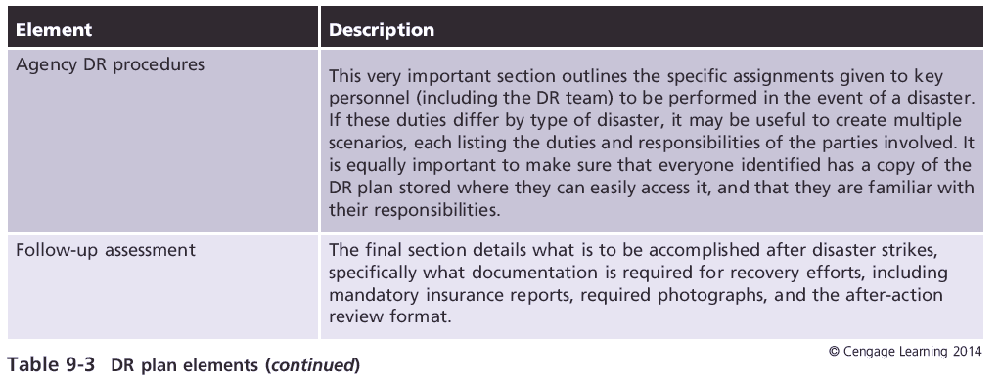 Element
Description
Agency DR procedures
This very important section outlines the specific assignments given to key
personnel (including the DR team) to be performed in the event of a disaster.
If these duties differ by type of disaster, it may be useful to create multiple
scenarios, each listing the duties and responsibilities of the parties involved. It
is equally important to make sure that everyone identified has a copy of the
DR plan stored where they can easily access it, and that they are familiar with
their responsibilities.
Follow-up assessment
The final section details what is to be accomplished after disaster strikes,
specifically what documentation is required for recovery efforts, including
mandatory insurance reports, required photographs, and the after-action
review format.
© Cengage Learning 2014
Table 9-3 DR plan elements (continued)